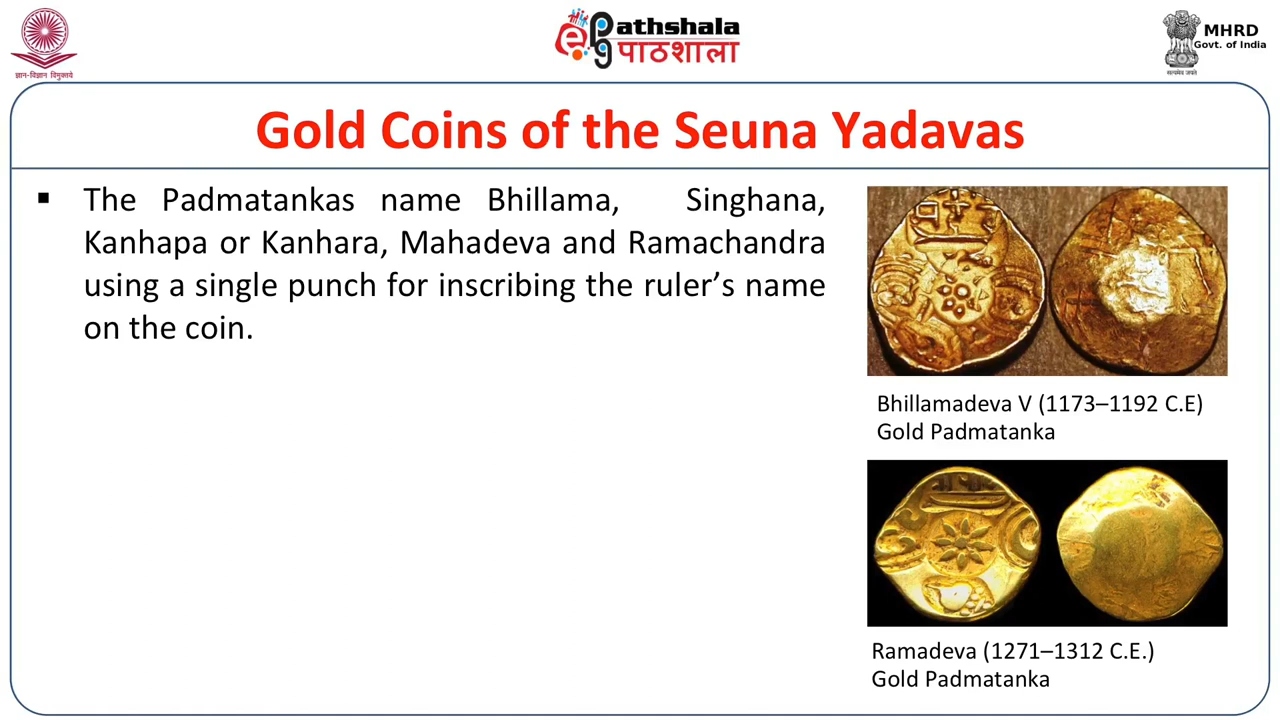 ज्ञान-विज्ञान विमुक्तये
ePathshala
पाठशाला
MHRD
Govt. of India
सत्यमेव जयते
Gold Coins of the Seuna Yadavas
▪ The Padmatankas name Bhillama, Singhana,
Kanhapa or Kanhara, Mahadeva and Ramachandra
using a single punch for inscribing the ruler’s name
on the coin.
Bhillamadeva V (1173–1192 C.E)
Gold Padmatanka
Ramadeva (1271–1312 C.E.)
Gold Padmatanka